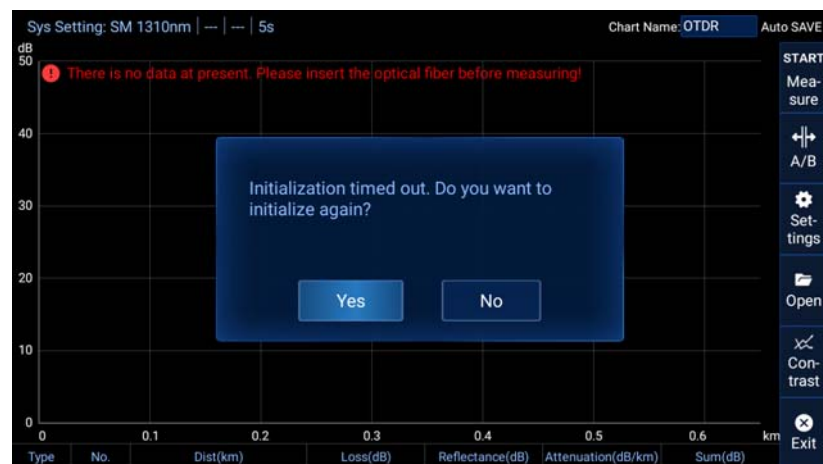 Sys Setting: SM 1310nm | --- | --- | 5s
Chart Name: OTDR
Auto SAVE
dB
50
There is no data at present. Please insert the optical fiber before measuring!
START
Mea-
sure
40
A/B
Initialization timed out. Do you want to
initialize again?
30
Set-
tings
20
Yes No
Open
10
Con-
trast
0
0 0.1 0.2 0.3 0.4 0.5 0.6 km
Exit
Type No. Dist(km) Loss(dB) Reflectance(dB) Attenuation(dB/km) Sum(dB)